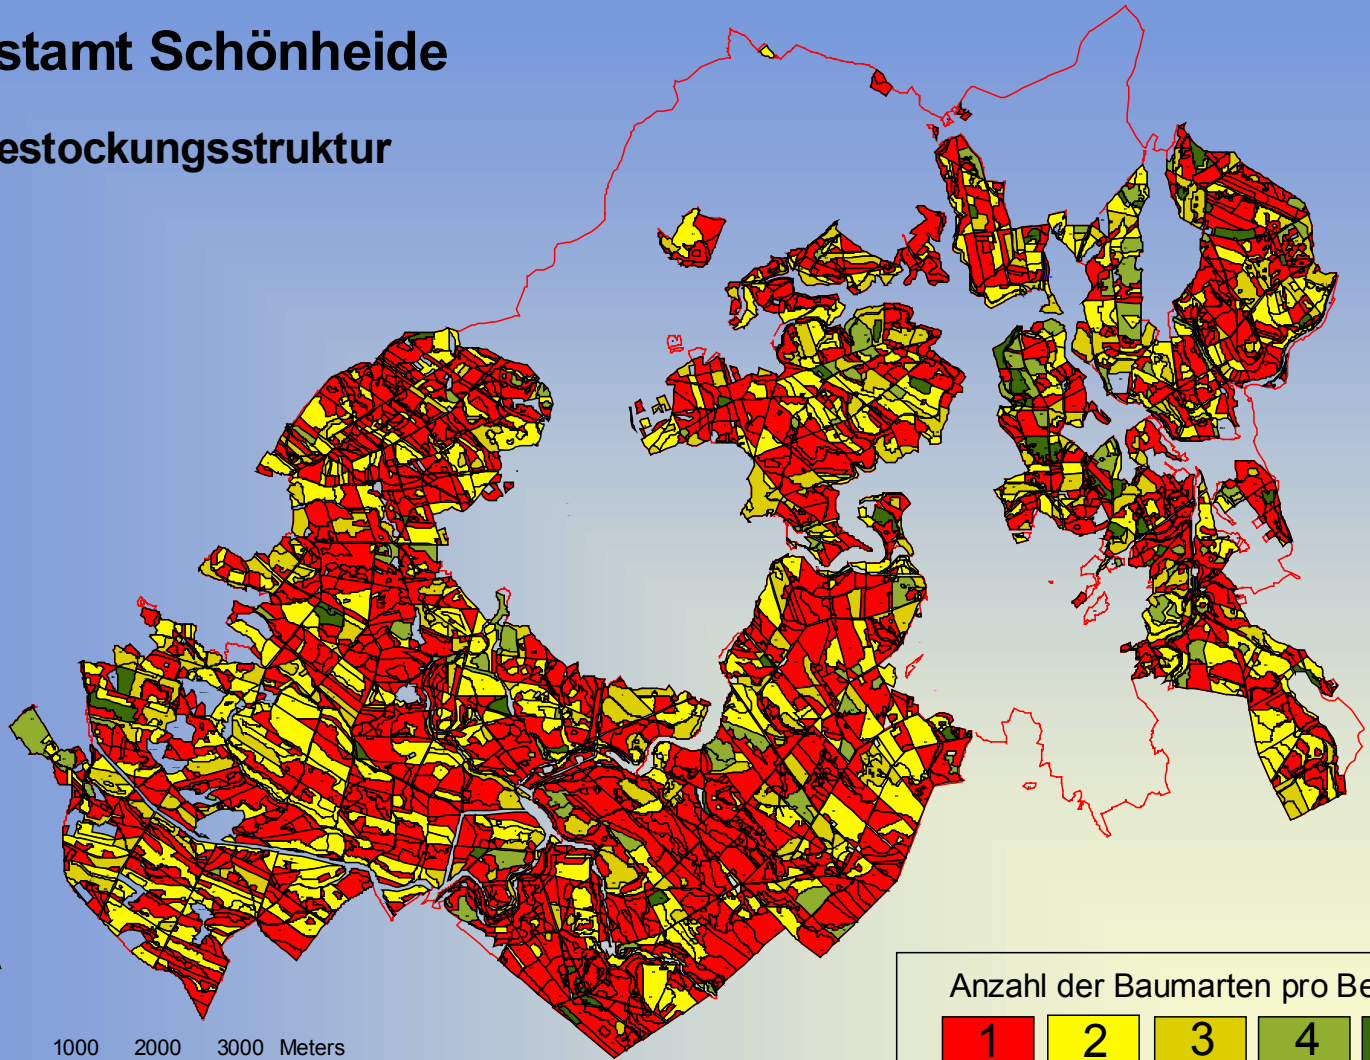 stamt Schönheide
estockungsstruktur
Anzahl der Baumarten pro Be
1 2 3 4
1000 2000 3000 Meters